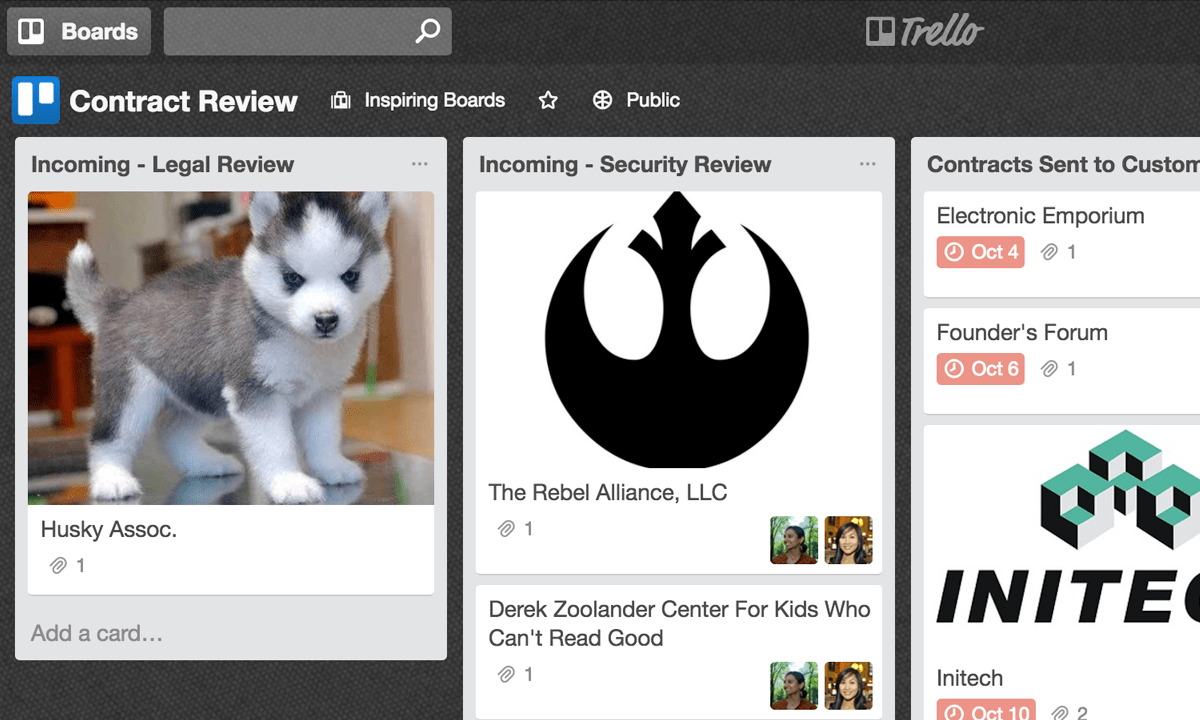 Boards
Trello
Contract Review
Inspiring Boards
Public
Incoming - Legal Review
Husky Assoc.
1
Add a card…
Incoming - Security Review
The Rebel Alliance, LLC
1
Derek Zoolander Center For Kids Who
Can't Read Good
1
Contracts Sent to Custom
Electronic Emporium
Oct 4 1
Founder's Forum
Oct 6 1
INITEC
Initech
Oct 10 2